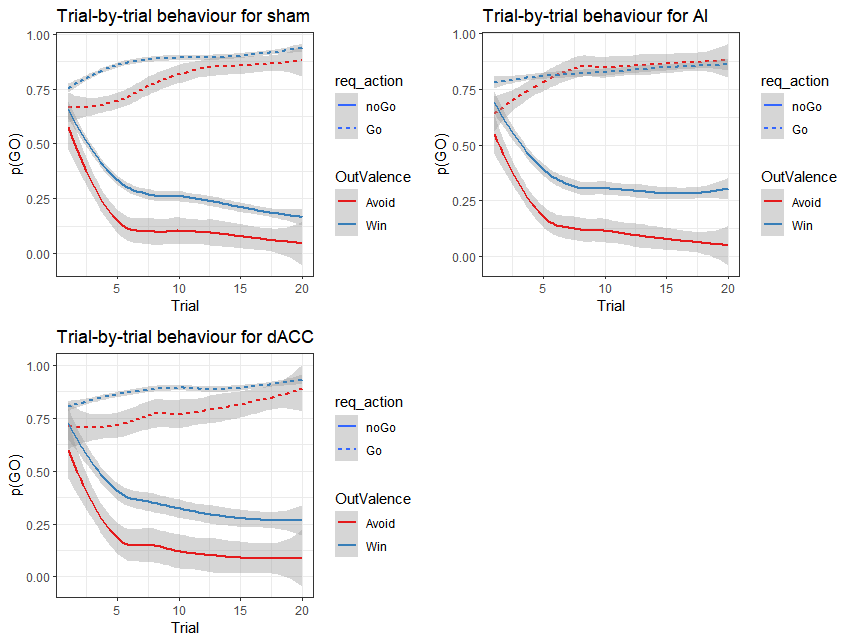 Trial-by-trial behaviour for sham
1.00
0.75
0.50
0.25
0.00
p(GO)
5
10
15
20
Trial
req_action
noGo
Go
OutValence
Avoid
Win
Trial-by-trial behaviour for AI
1.00
0.75
0.50
0.25
0.00
p(GO)
5
10
15
20
Trial
req_action
noGo
Go
OutValence
Avoid
Win
Trial-by-trial behaviour for dACC
1.00
0.75
0.50
0.25
0.00
p(GO)
5
10
15
20
Trial
req_action
noGo
Go
OutValence
Avoid
Win